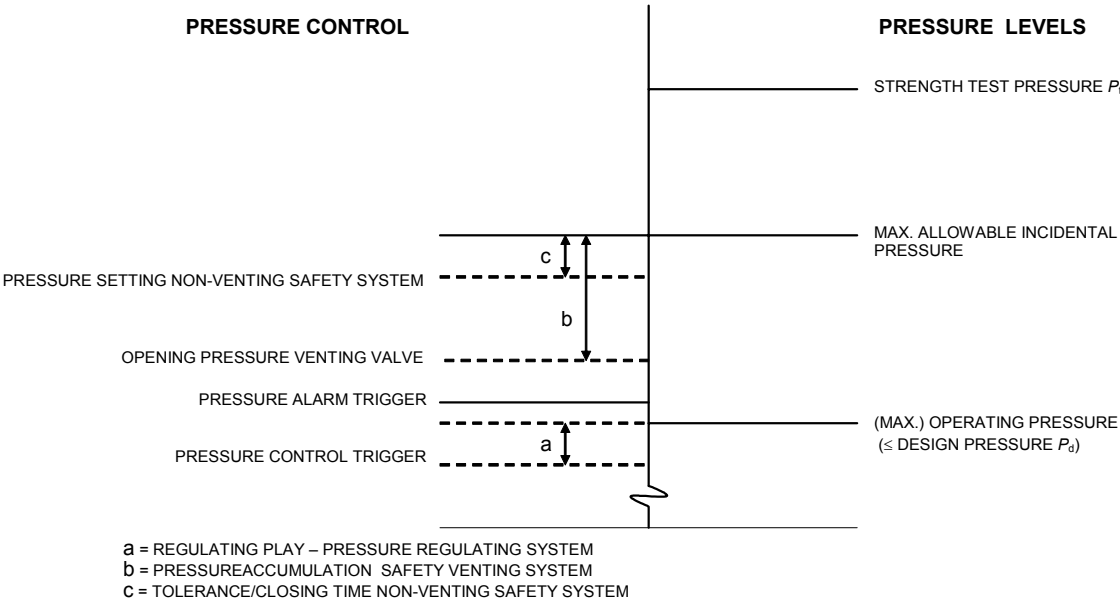 PRESSURE CONTROL
PRESSURE LEVELS
STRENGTH TEST PRESSURE
MAX. ALLOWABLE INCIDENTAL
PRESSURE
c
PRESSURE SETTING NON-VENTING SAFETY SYSTEM
b
OPENING PRESSURE VENTING VALVE
PRESSURE ALARM TRIGGER
(MAX.) OPERATING PRESSURE
(≤ DESIGN PRESSURE Pd)
a
PRESSURE CONTROL TRIGGER
a = REGULATING PLAY – PRESSURE REGULATING SYSTEM
b = PRESSUREACCUMULATION SAFETY VENTING SYSTEM
c = TOLERANCE/CLOSING TIME NON-VENTING SAFETY SYSTEM